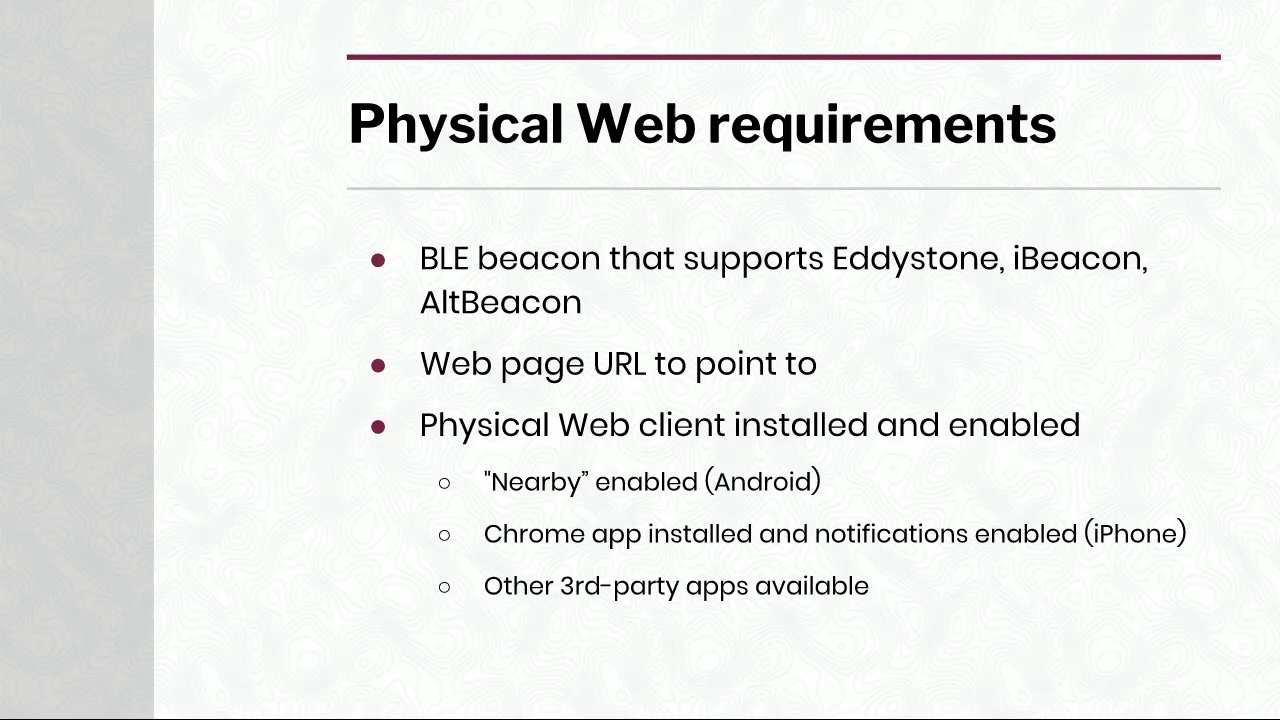 Physical Web requirements
● BLE beacon that supports Eddystone, iBeacon,
AltBeacon
● Web page URL to point to
● Physical Web client installed and enabled
○ "Nearby” enabled (Android)
○ Chrome app installed and notifications enabled (iPhone)
○ Other 3rd-party apps available